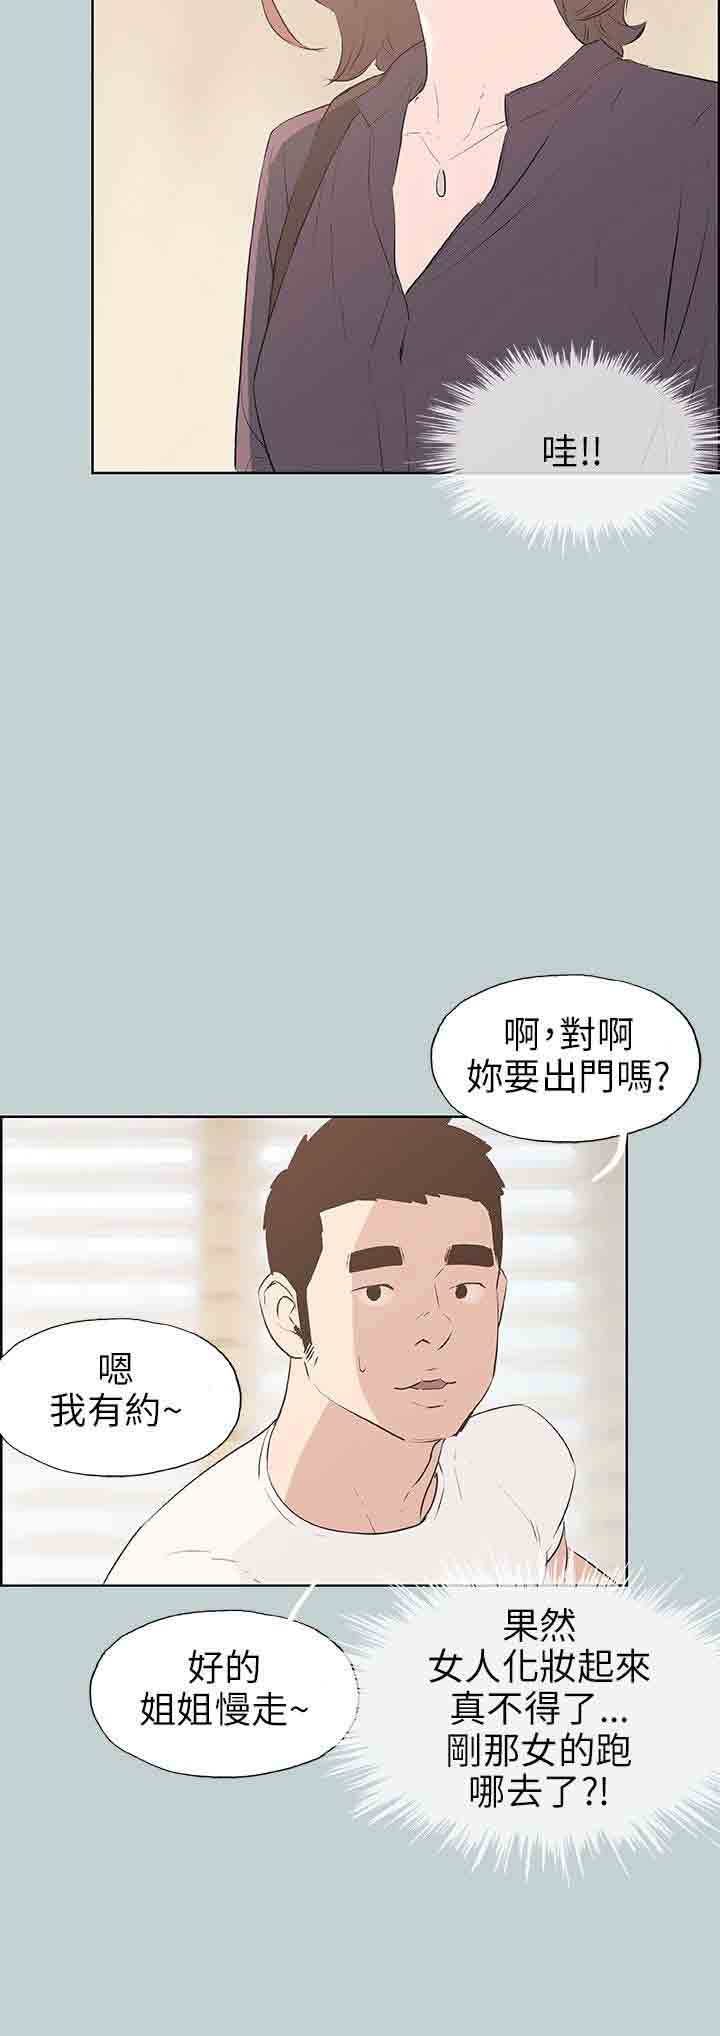 哇!!
啊，對啊
妳要出門嗎?
嗯
我有約~
好的
姐姐慢走~
果然
女人化妝起來
真不得了...
剛那女的跑
哪去了?!